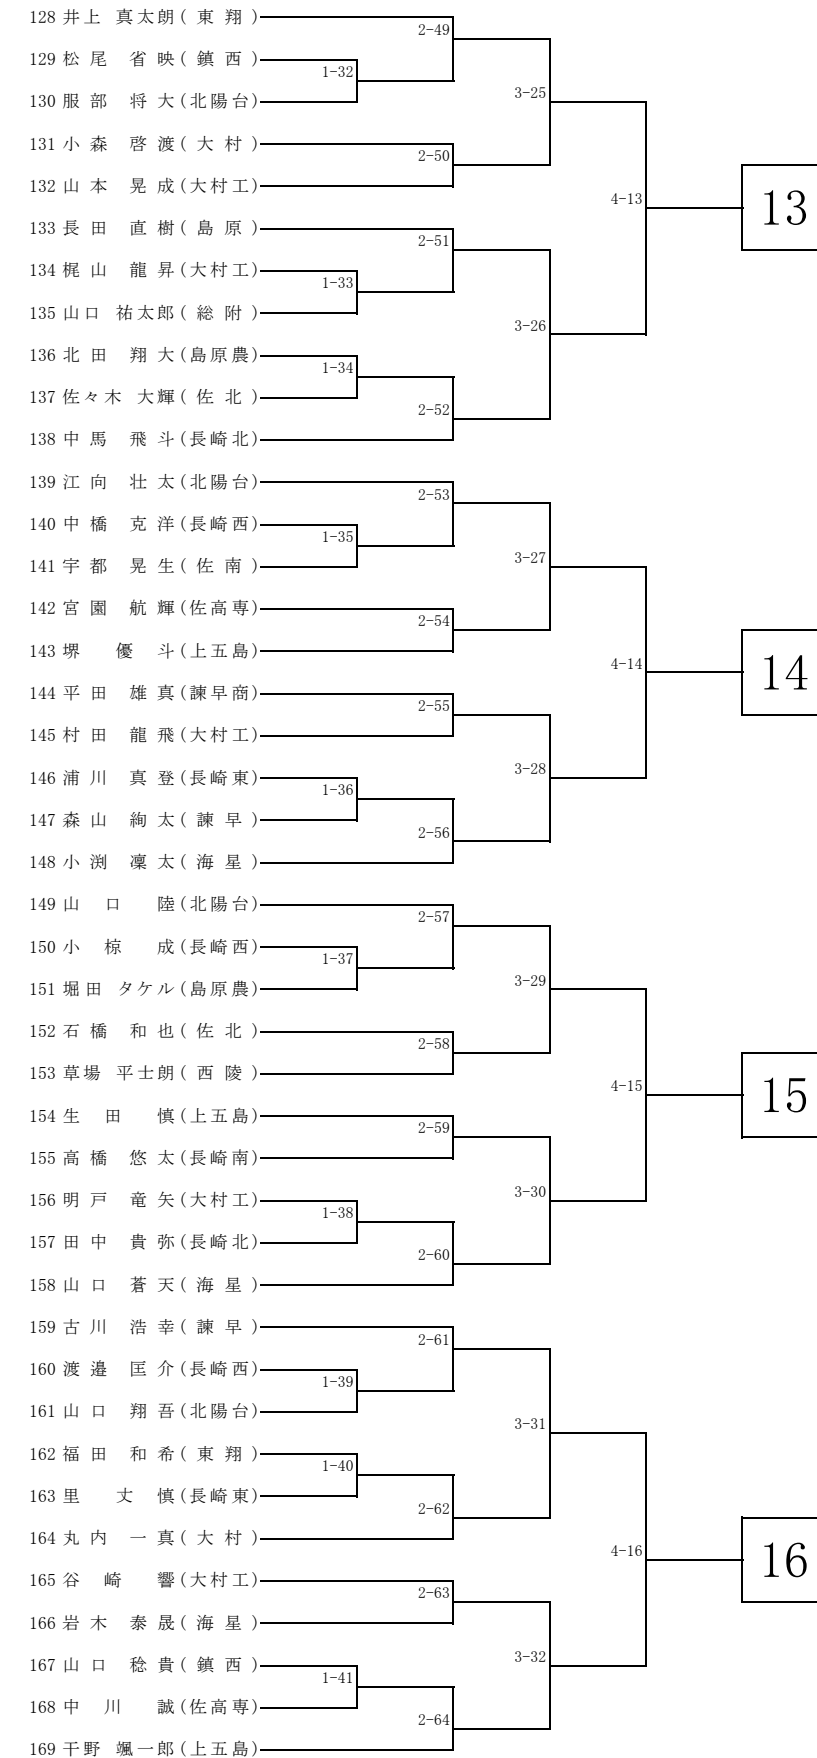 128 井上 真太朗( 東 翔 )
2-49
129 松 尾 省 映( 鎮 西 )
1-32
130 服 部 将 大(北陽台)
3-25
131 小 森 啓 渡( 大 村 )
2-50
132 山 本 晃 成(大村工)
4-13
13
133 長 田 直 樹( 島 原 )
2-51
134 梶 山 龍 昇(大村工)
1-33
135 山口 祐太郎( 総 附 )
3-26
136 北 田 翔 大(島原農)
1-34
137 佐々木 大輝( 佐 北 )
2-52
138 中 馬 飛 斗(長崎北)
139 江 向 壮 太(北陽台)
2-53
140 中 橋 克 洋(長崎西)
1-35
141 宇 都 晃 生( 佐 南 )
3-27
142 宮 園 航 輝(佐高専)
2-54
143 堺 優 斗(上五島)
4-14
14
144 平 田 雄 真(諫早商)
2-55
145 村 田 龍 飛(大村工)
3-28
146 浦 川 真 登(長崎東)
1-36
147 森 山 絢 太( 諫 早 )
2-56
148 小 渕 凜 太( 海 星 )
149 山 口 陸(北陽台)
2-57
150 小 椋 成(長崎西)
1-37
151 堀田 タケル(島原農)
3-29
152 石 橋 和 也( 佐 北 )
2-58
153 草場 平士朗( 西 陵 )
4-15
15
154 生 田 慎(上五島)
2-59
155 高 橋 悠 太(長崎南)
3-30
156 明 戸 竜 矢(大村工)
1-38
157 田 中 貴 弥(長崎北)
2-60
158 山 口 蒼 天( 海 星 )
159 古 川 浩 幸( 諫 早 )
2-61
160 渡 邉 匡 介(長崎西)
1-39
161 山 口 翔 吾(北陽台)
3-31
162 福 田 和 希( 東 翔 )
1-40
163 里 丈 慎(長崎東)
2-62
164 丸 内 一 真( 大 村 )
4-16
16
165 谷 崎 響(大村工)
2-63
166 岩 木 泰 晟( 海 星 )
3-32
167 山 口 稔 貴( 鎮 西 )
1-41
168 中 川 誠(佐高専)
2-64
169 干野 颯一郎(上五島)